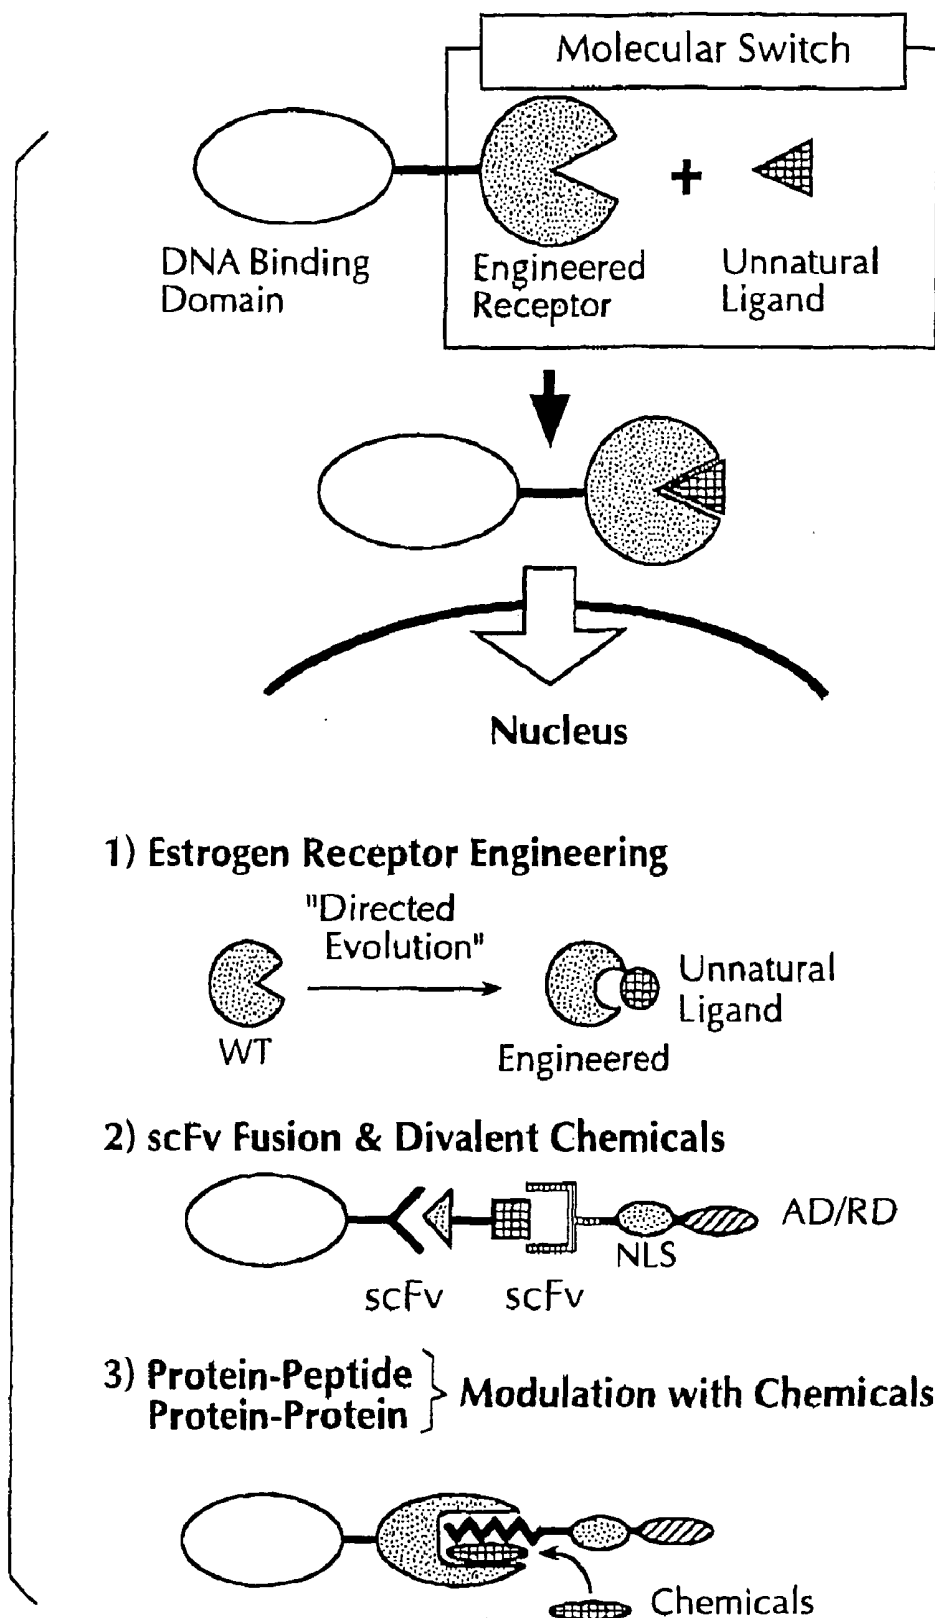 Molecular Switch
+
DNA Binding
Domain
Engineered
Receptor
Unnatural
Ligand
Nucleus
1) Estrogen Receptor Engineering
"Directed
Evolution"
WT
Engineered
Unnatural
Ligand
2) scFv Fusion & Divalent Chemicals
AD/RD
NLS
scFv
scFv
3) Protein-Peptide
Protein-Protein
Modulation with Chemicals
Chemicals